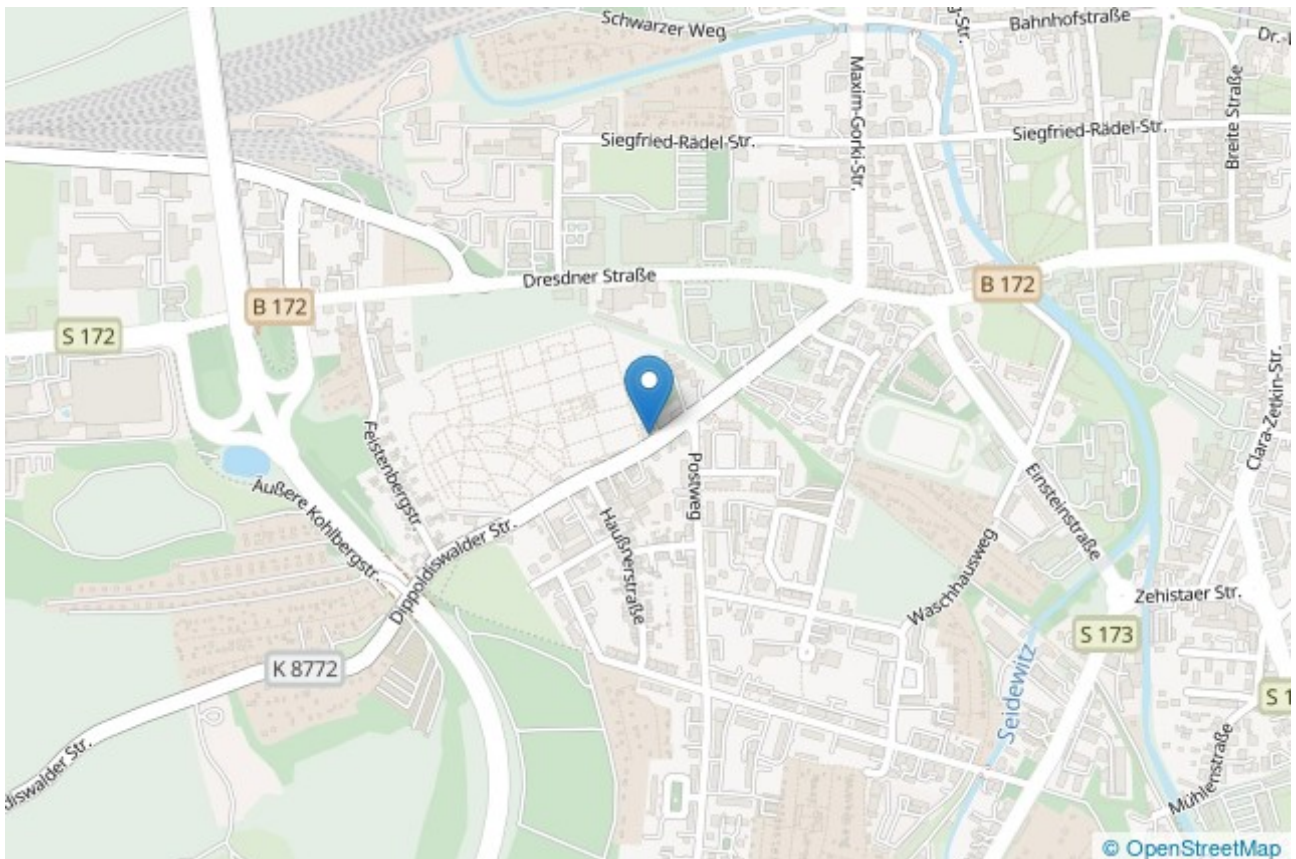 Schwarzer Weg
g-Str.
Bahnhofstraße
Dr.-
Maxim-Gorki-Str.
Siegfried-Rädel-Str.
Siegfried-Rädel-Str.
Breite Straße
Dresdner Straße
B 172
B 172
S 172
Feistenbergstr.
Postweg
Clara-Zetkin-Str.
Äußere Kohlbergstr.
Dippoldiswalder Str.
Häußnerstraße
Einsteinstraße
Waschhausweg
Zehistaer Str.
S 173
K 8772
Seidewitz
S 1
diswalder Str.
Mühlenstraße
© OpenStreetMap